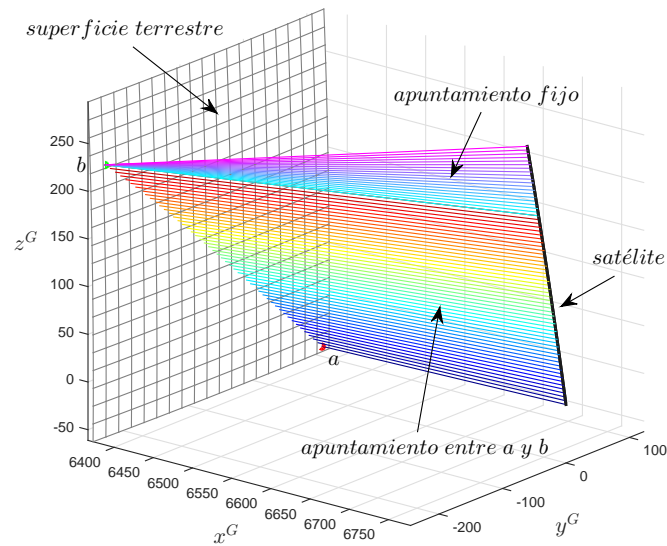 superficie terrestre
apuntamiento fijo
250
b
200
z^G
150
satélite
100
50
a
0
-50
apuntamiento entre a y b
6400
6450
6500
6550
6600
6650
6700
6750
x^G
-200
-100
0
100
y^G